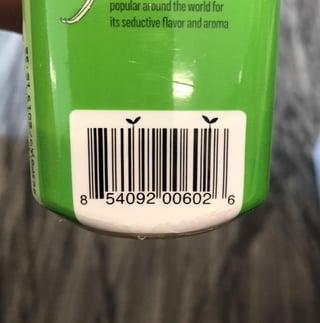 popular around the world for
its seductive flavor and aroma
8 54092 00602 6